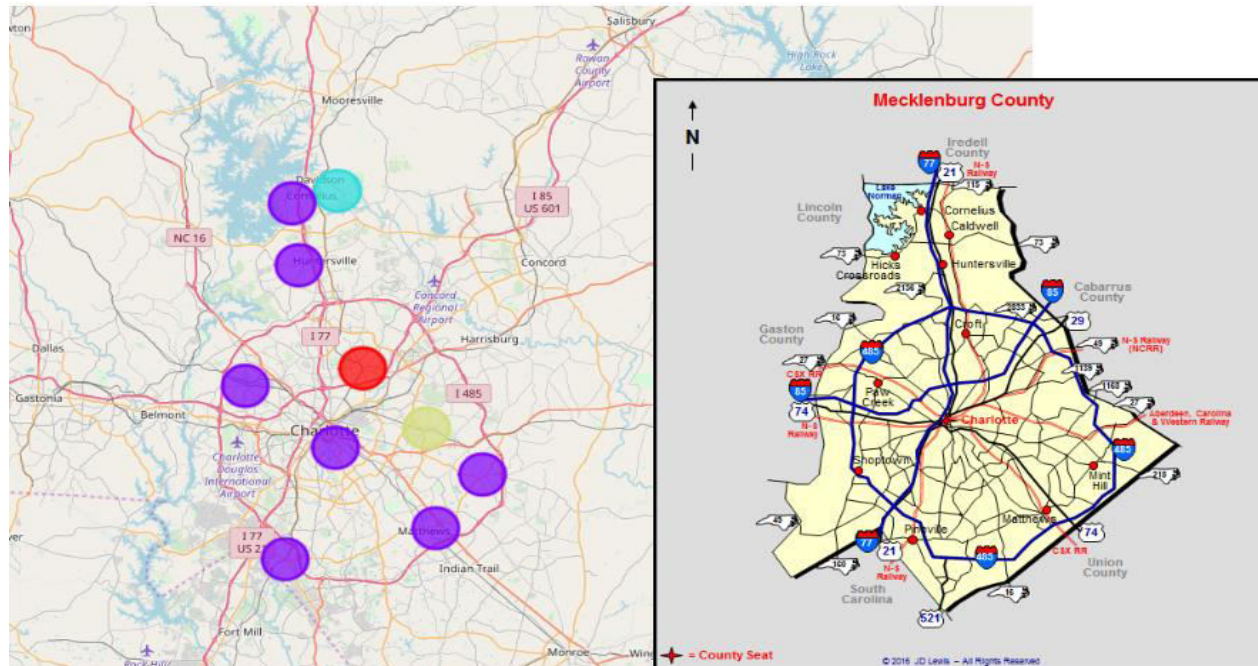 Salisbury
Rowan
County
Airport
High Rock
Lake
Mooresville
Davidson
Cornelius
I 85
US 601
NC 16
Huntersville
Concord
Concord
Regional
Airport
I 77
Harrisburg
Dallas
Gastonia
Belmont
I 485
Charlotte
Charlotte
Douglas
International
Airport
Matthews
I 77
US 2
Indian Trail
Fort Mill
Monroe
Rock Hill
Mecklenburg County
N
Iredell
County
77
21
N-S
Railway
115
Lake
Norman
Lincoln
County
Cornelius
Caldwell
73
73
Hicks
Crossroads
Huntersville
2136
Cabarrus
County
85
16
2833
29
Gaston
County
Croft
49
N-S Railway
(NCRR)
485
27
CSX RR
1139
85
Paw
Creek
1168
74
27
Charlotte
Aberdeen, Carolina
& Western Railway
N-S
Railway
485
Shoptown
Mint
Hill
218
49
Matthews
Pineville
74
77
21
CSX RR
485
160
N-S
Railway
Union
County
South
Carolina
16
521
= County Seat
© 2016 JD Lewis – All Rights Reserved